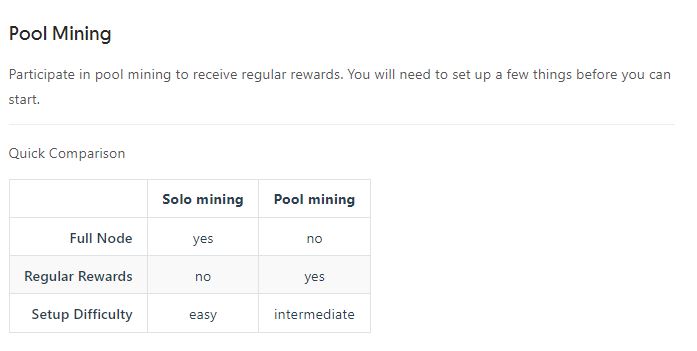 Pool Mining
Participate in pool mining to receive regular rewards. You will need to set up a few things before you can
start.
Quick Comparison
Solo mining Pool mining
Full Node yes no
Regular Rewards no yes
Setup Difficulty easy intermediate